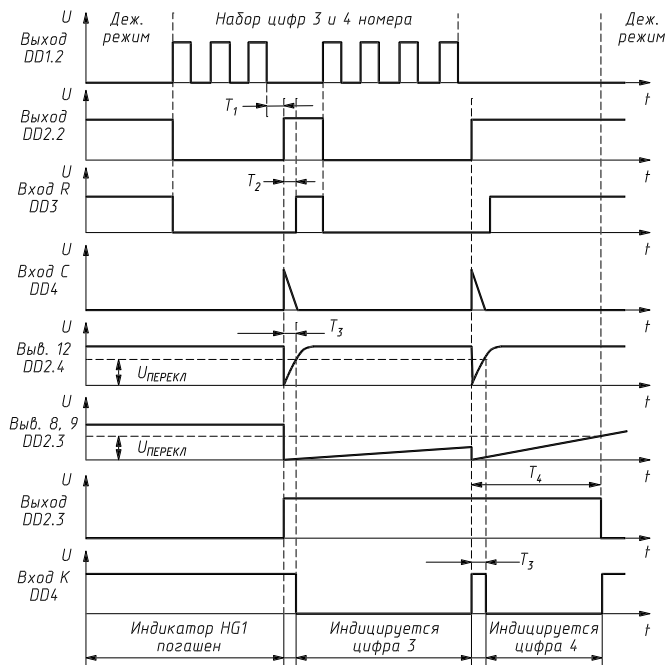 U
Деж. режим
Набор цифр 3 и 4 номера
Деж. режим
Выход
DD1.2
t
U
T1
Выход
DD2.2
t
U
T2
Вход R
DD3
t
U
Вход C
DD4
t
U
T3
Выв. 12
DD2.4
UПЕРЕКЛ
t
U
Выв. 8, 9
DD2.3
UПЕРЕКЛ
t
U
T4
Выход
DD2.3
t
U
T3
Вход K
DD4
t
Индикатор HG1
погашен
Индицируется
цифра 3
Индицируется
цифра 4